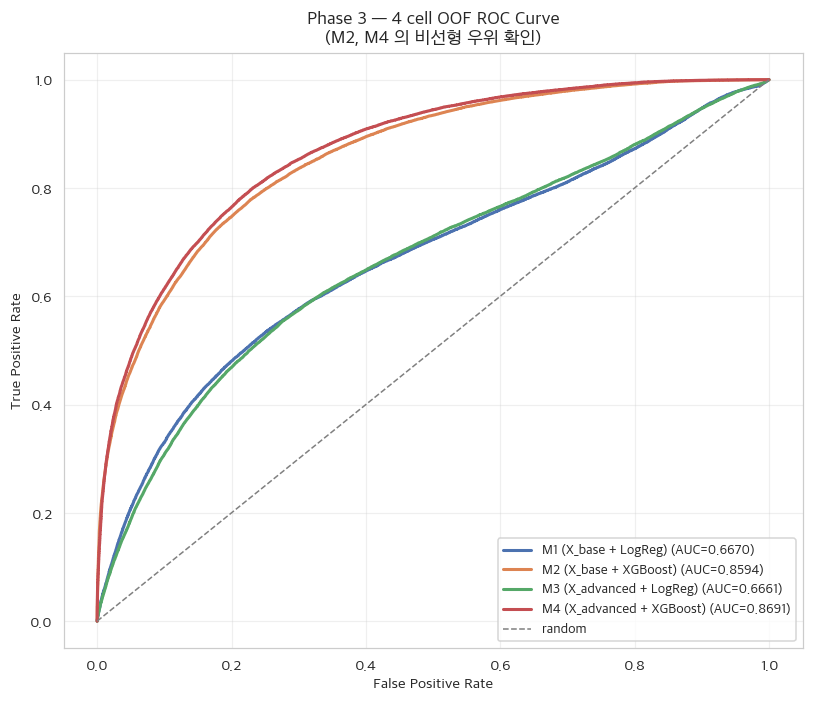 Phase 3 — 4 cell OOF ROC Curve
(M2, M4 의 비선형 우위 확인)
True Positive Rate
1.0
0.8
0.6
0.4
0.2
0.0
M1 (X_base + LogReg) (AUC=0.6670)
M2 (X_base + XGBoost) (AUC=0.8594)
M3 (X_advanced + LogReg) (AUC=0.6661)
M4 (X_advanced + XGBoost) (AUC=0.8691)
random
0.0 0.2 0.4 0.6 0.8 1.0
False Positive Rate